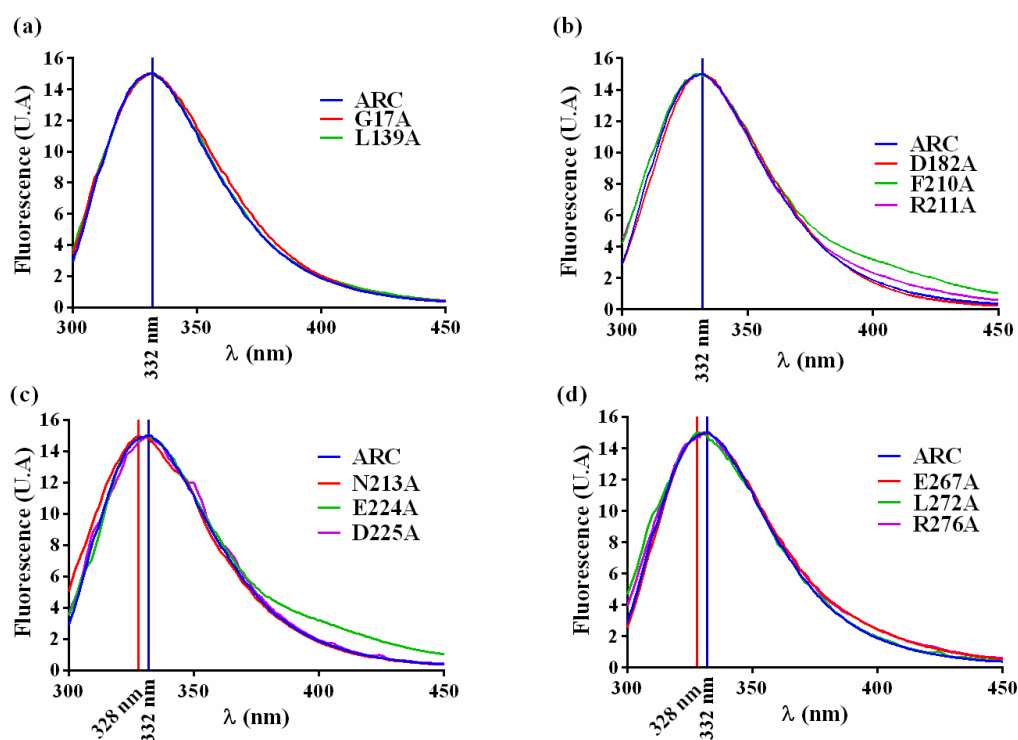 (a)
Fluorescence (U.A)
16
14
12
10
8
6
4
2
0
ARC
G17A
L139A
300
350
400
450
332 nm
λ (nm)
(b)
Fluorescence (U.A)
16
14
12
10
8
6
4
2
0
ARC
D182A
F210A
R211A
300
350
400
450
332 nm
λ (nm)
(c)
Fluorescence (U.A)
16
14
12
10
8
6
4
2
0
ARC
N213A
E224A
D225A
300
350
400
450
328 nm
332 nm
λ (nm)
(d)
Fluorescence (U.A)
16
14
12
10
8
6
4
2
0
ARC
E267A
L272A
R276A
300
350
400
450
328 nm
332 nm
λ (nm)